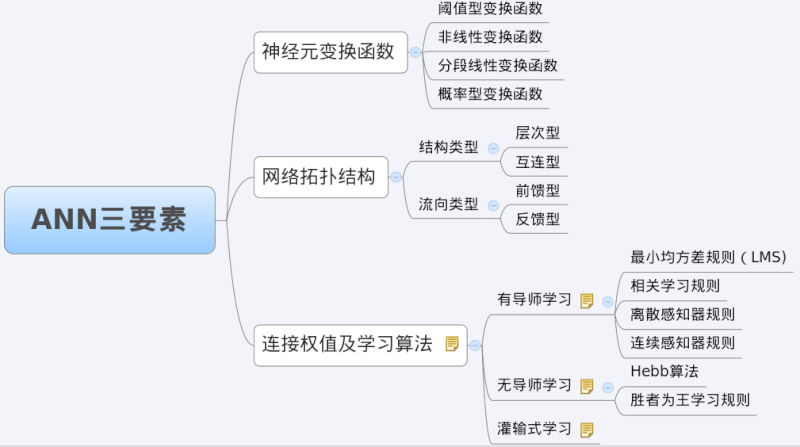 ANN三要素
神经元变换函数
阈值型变换函数
非线性变换函数
分段线性变换函数
概率型变换函数
网络拓扑结构
结构类型
层次型
互连型
流向类型
前馈型
反馈型
连接权值及学习算法
有导师学习
最小均方差规则（LMS)
相关学习规则
离散感知器规则
连续感知器规则
无导师学习
Hebb算法
胜者为王学习规则
灌输式学习